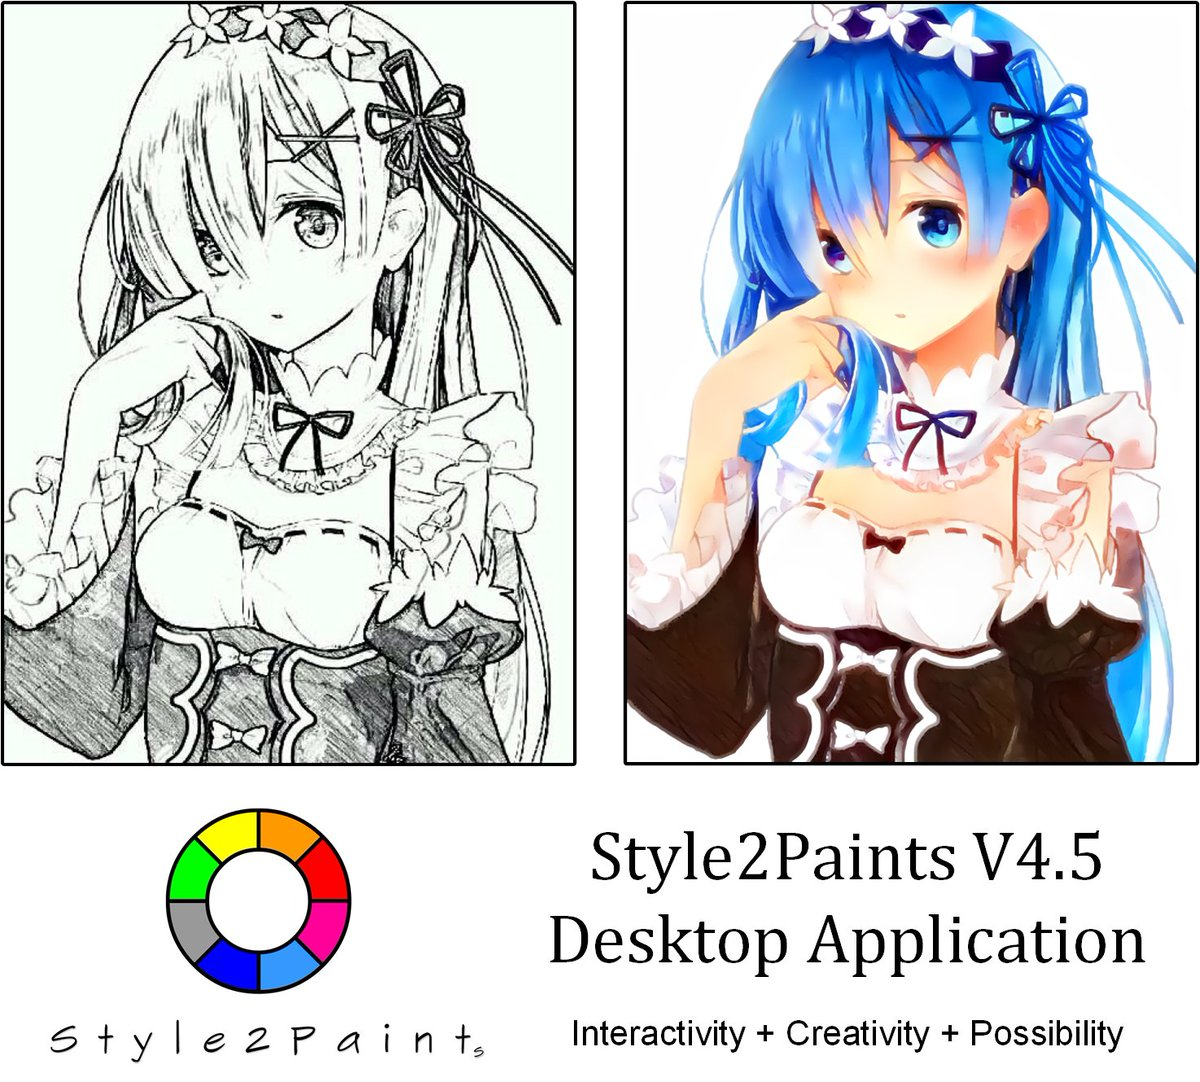 Style2Paints V4.5
Desktop Application
Style2Paints
Interactivity + Creativity + Possibility